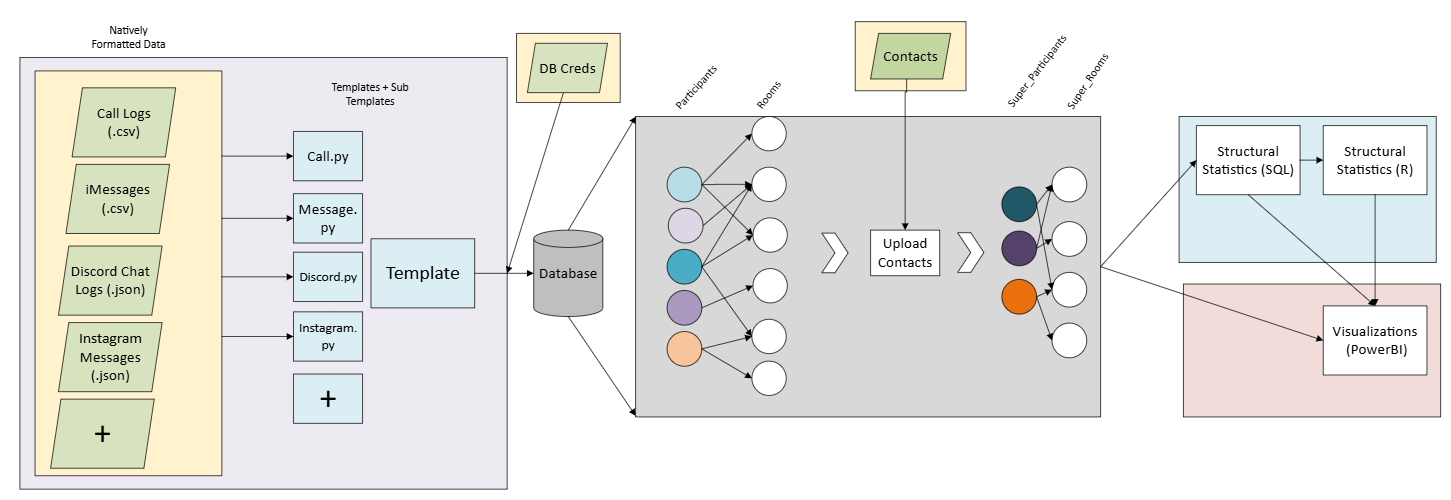 Natively
Formatted Data
Call Logs
(.csv)
iMessages
(.csv)
Discord Chat
Logs (.json)
Instagram
Messages
(.json)
+
Templates + Sub
Templates
Call.py
Message.
py
Discord.py
Instagram.
py
+
Template
DB Creds
Database
Participants
Rooms
Contacts
Upload
Contacts
Super_Participants
Super_Rooms
Structural
Statistics (SQL)
Structural
Statistics (R)
Visualizations
(PowerBI)